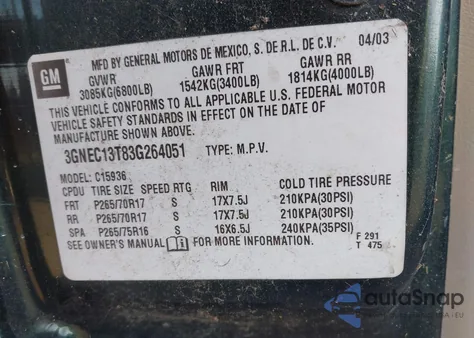 GM
MFD BY GENERAL MOTORS DE MEXICO, S. DE R.L. DE C.V. 04/03
GVWR GAWR FRT GAWR RR
3085KG(6800LB) 1542KG(3400LB) 1814KG(4000LB)
THIS VEHICLE CONFORMS TO ALL APPLICABLE U.S. FEDERAL MOTOR
VEHICLE SAFETY STANDARDS IN EFFECT ON THE DATE OF
MANUFACTURE SHOWN ABOVE.
3GNEC13T83G264051 TYPE: M.P.V.
MODEL: C15936
CPDU TIRE SIZE SPEED RTG RIM COLD TIRE PRESSURE
FRT P265/70R17 S 17X7.5J 210KPA(30PSI)
RR P265/70R17 S 17X7.5J 210KPA(30PSI)
SPA P265/75R16 S 16X6.5J 240KPA(35PSI)
SEE OWNER'S MANUAL FOR MORE INFORMATION. F 291
T 475
autoSnap